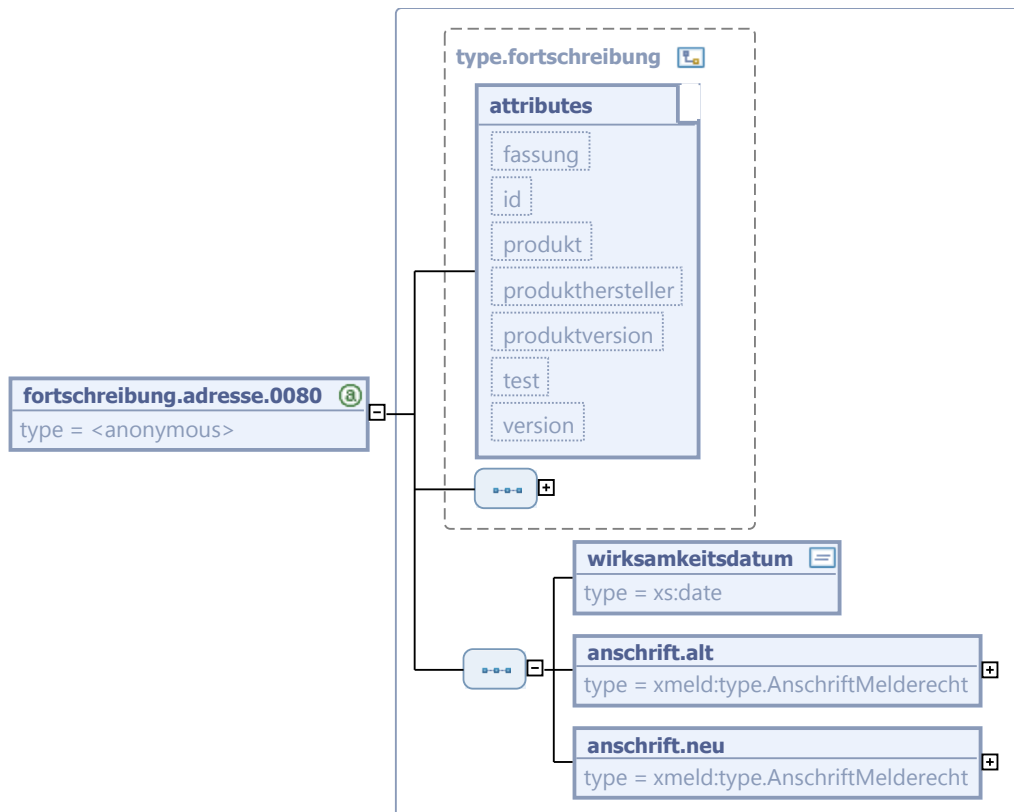 type.fortschreibung
attributes
fassung
id
produkt
produkthersteller
produktversion
test
version
fortschreibung.adresse.0080
type = <anonymous>
wirksamkeitsdatum
type = xs:date
anschrift.alt
type = xmeld:type.AnschriftMelderecht
anschrift.neu
type = xmeld:type.AnschriftMelderecht